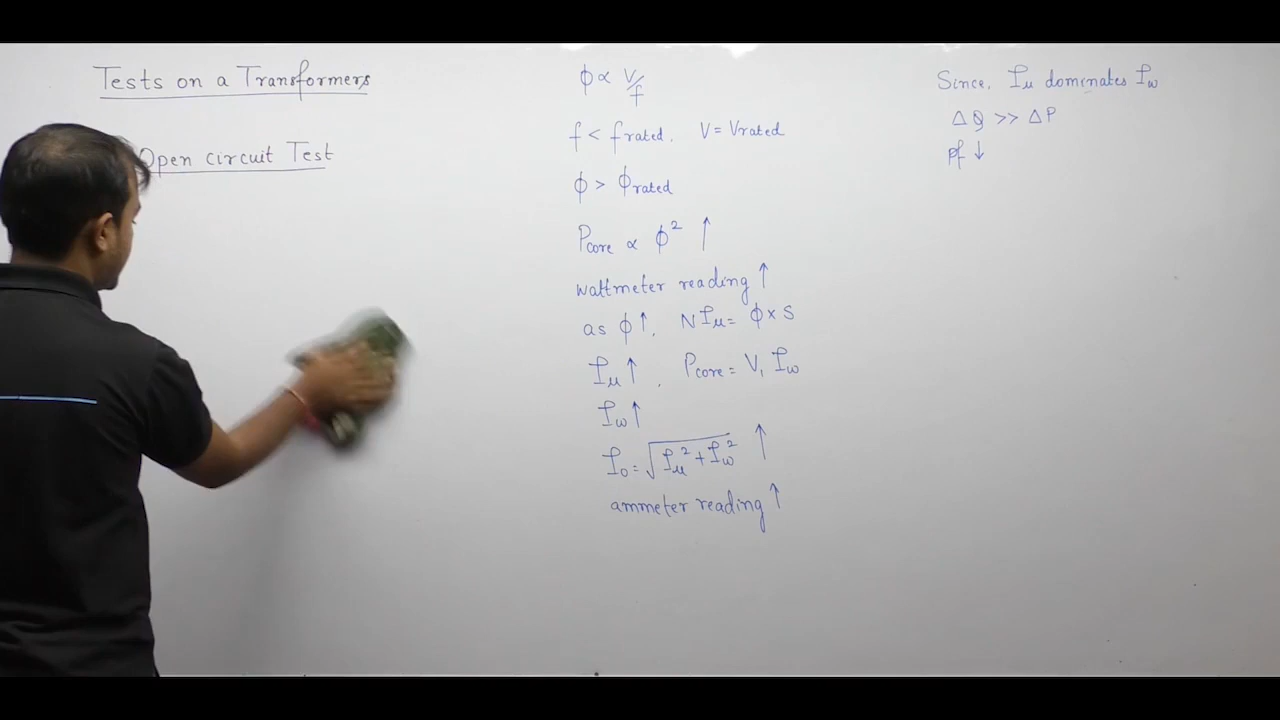 Tests on a Transformers
Open circuit Test
ϕ ∝ V/f
f < f rated, V = Vrated
ϕ > ϕrated
Pcore ∝ ϕ² ↑
wattmeter reading ↑
as ϕ↑, NIμ = ϕ × S
Iμ ↑, Pcore = V₁ Iw
Iw ↑
I₀ = √(Iμ² + Iw²) ↑
ammeter reading ↑
Since, Iμ dominates Iw
ΔQ >> ΔP
pf ↓